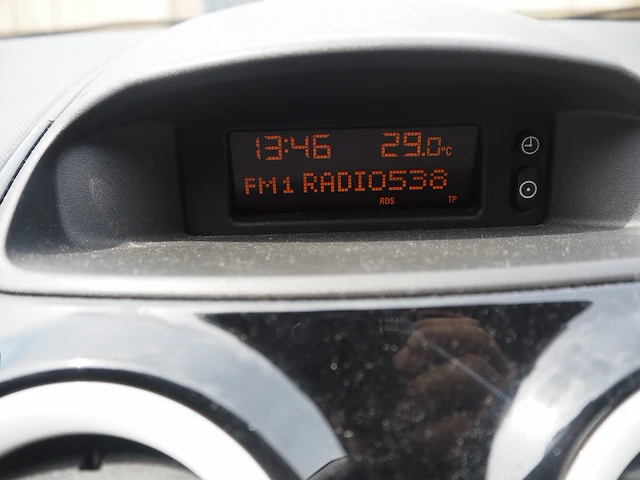 13:46 29.0°C
FM1 RADIO538
RDS TP